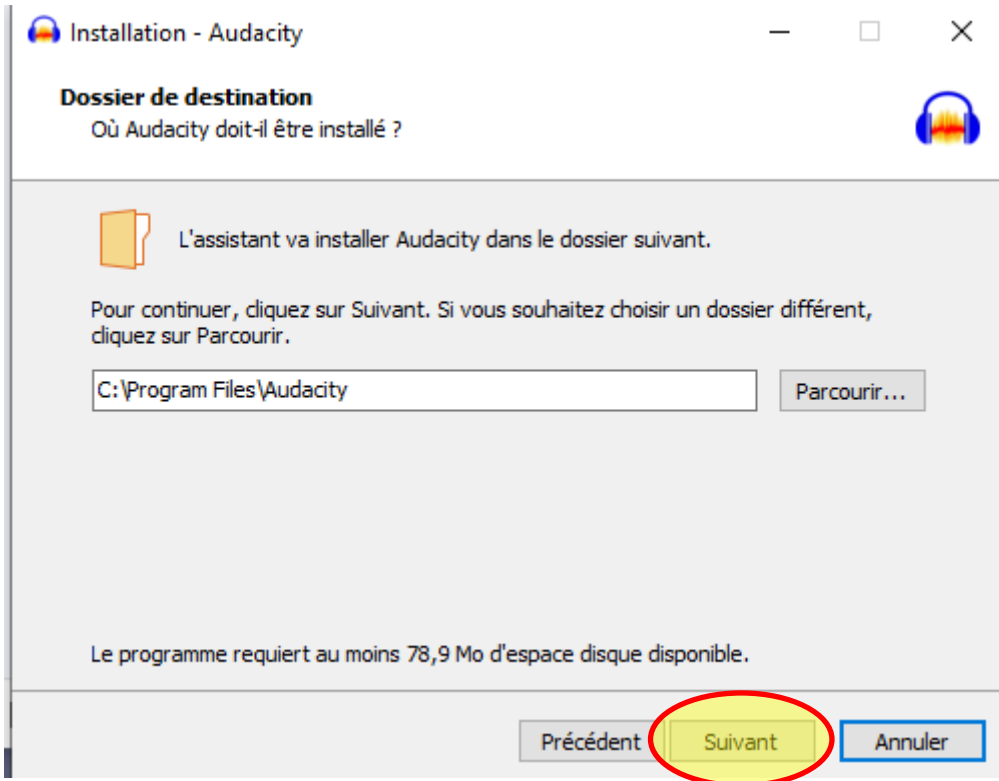 Installation - Audacity
Dossier de destination
Où Audacity doit-il être installé ?
L'assistant va installer Audacity dans le dossier suivant.
Pour continuer, cliquez sur Suivant. Si vous souhaitez choisir un dossier différent,
cliquez sur Parcourir.
C:\Program Files\Audacity
Parcourir...
Le programme requiert au moins 78,9 Mo d'espace disque disponible.
Précédent
Suivant
Annuler